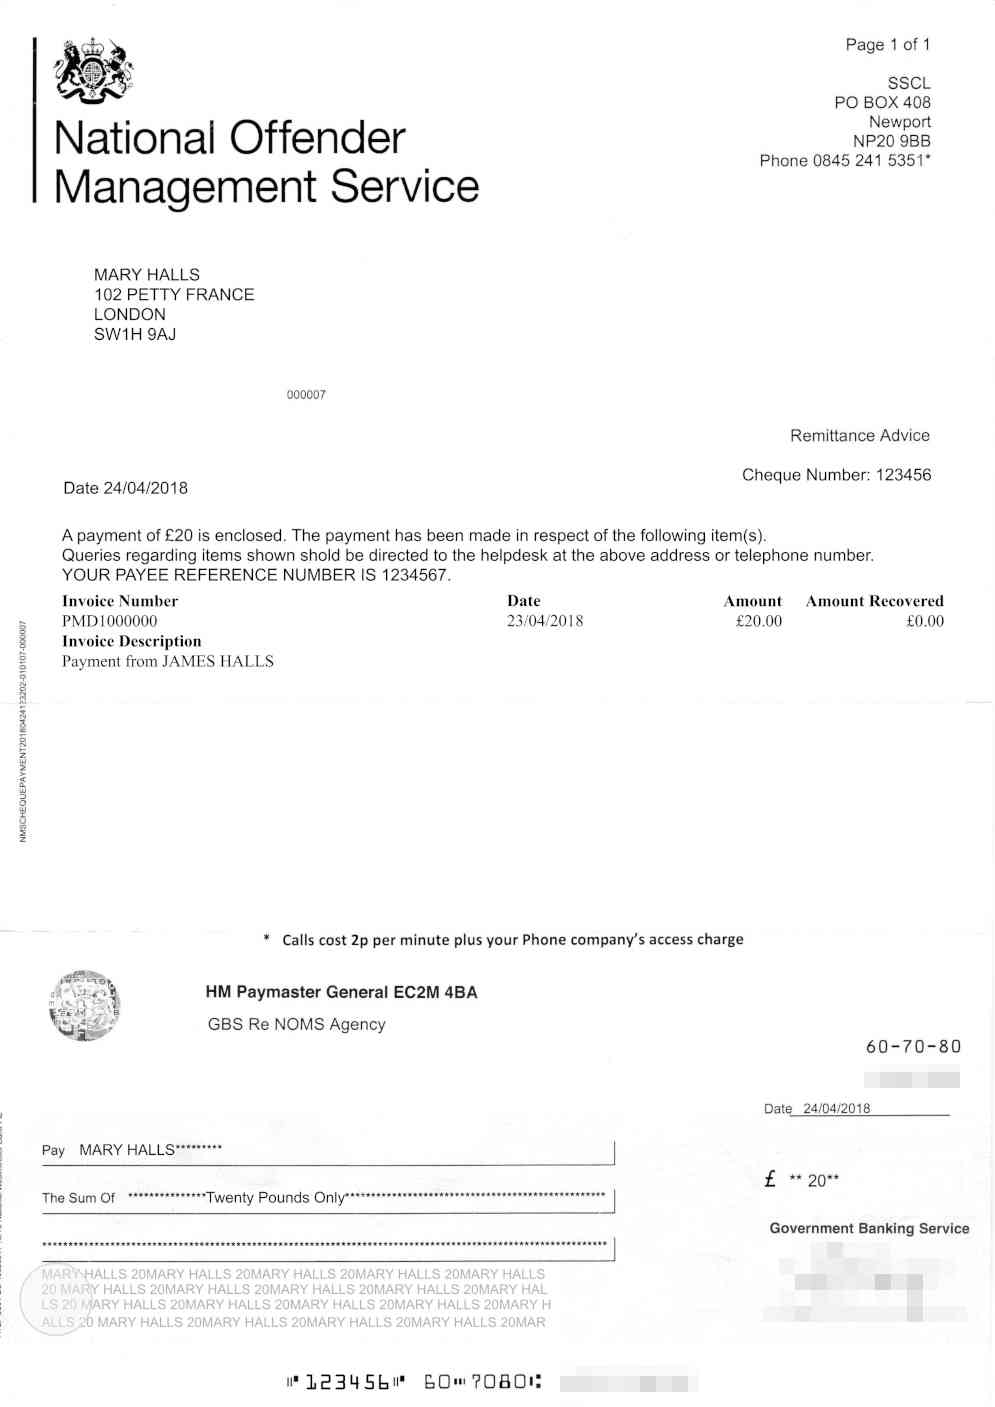 Page 1 of 1
SSCL
PO BOX 408
Newport
NP20 9BB
Phone 0845 241 5351*
National Offender
Management Service
MARY HALLS
102 PETTY FRANCE
LONDON
SW1H 9AJ
000007
Remittance Advice
Cheque Number: 123456
Date 24/04/2018
A payment of £20 is enclosed. The payment has been made in respect of the following item(s).
Queries regarding items shown shold be directed to the helpdesk at the above address or telephone number.
YOUR PAYEE REFERENCE NUMBER IS 1234567.
Invoice Number Date Amount Amount Recovered
PMD1000000 23/04/2018 £20.00 £0.00
Invoice Description
Payment from JAMES HALLS
NMSCHEQUEPAYMENT20180424123202-010107-000007
* Calls cost 2p per minute plus your Phone company's access charge
HM Paymaster General EC2M 4BA
GBS Re NOMS Agency
60-70-80
Date 24/04/2018
Pay MARY HALLS*********
The Sum Of ***************Twenty Pounds Only**************************************************
£ ** 20**
*************************************************************************************************************
Government Banking Service
MARY HALLS 20MARY HALLS 20MARY HALLS 20MARY HALLS 20MARY HALLS
20 MARY HALLS 20MARY HALLS 20MARY HALLS 20MARY HALLS 20MARY HAL
LS 20 MARY HALLS 20MARY HALLS 20MARY HALLS 20MARY HALLS 20MARY H
ALLS 20 MARY HALLS 20MARY HALLS 20MARY HALLS 20MARY HALLS 20MAR
⑈123456⑈ 60⑉7080⑆